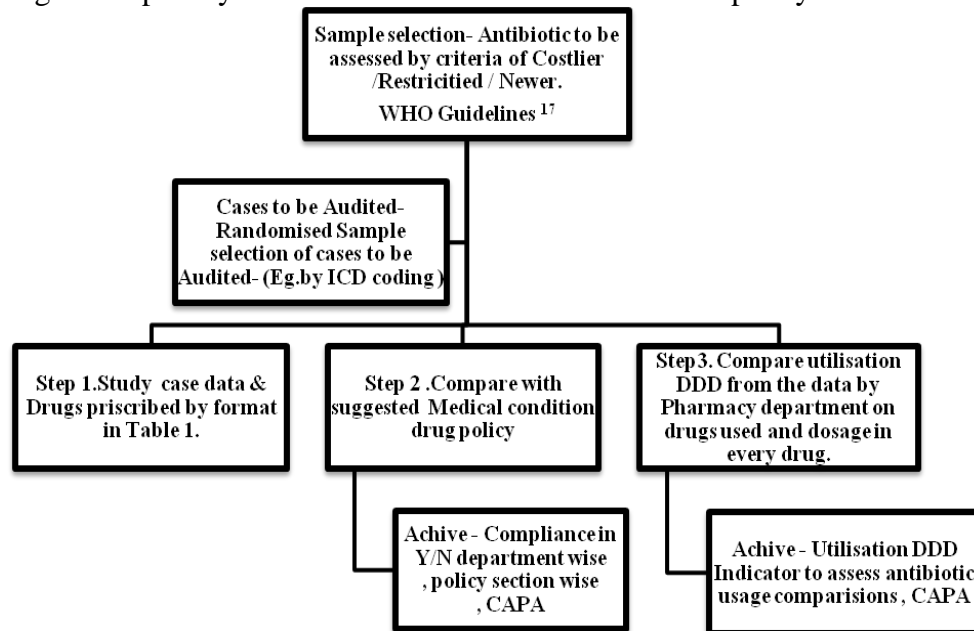 Sample selection- Antibiotic to be
assessed by criteria of Costlier
/Restricitied / Newer.
WHO Guidelines 17
Cases to be Audited-
Randomised Sample
selection of cases to be
Audited- (Eg.by ICD coding )
Step 1.Study case data &
Drugs priscribed by format
in Table 1.
Step 2 .Compare with
suggested Medical condition
drug policy
Step3. Compare utilisation
DDD from the data by
Pharmacy department on
drugs used and dosage in
every drug.
Achive - Compliance in
Y/N department wise
, policy section wise
, CAPA
Achive - Utilisation DDD
Indicator to assess antibiotic
usage comparisions , CAPA